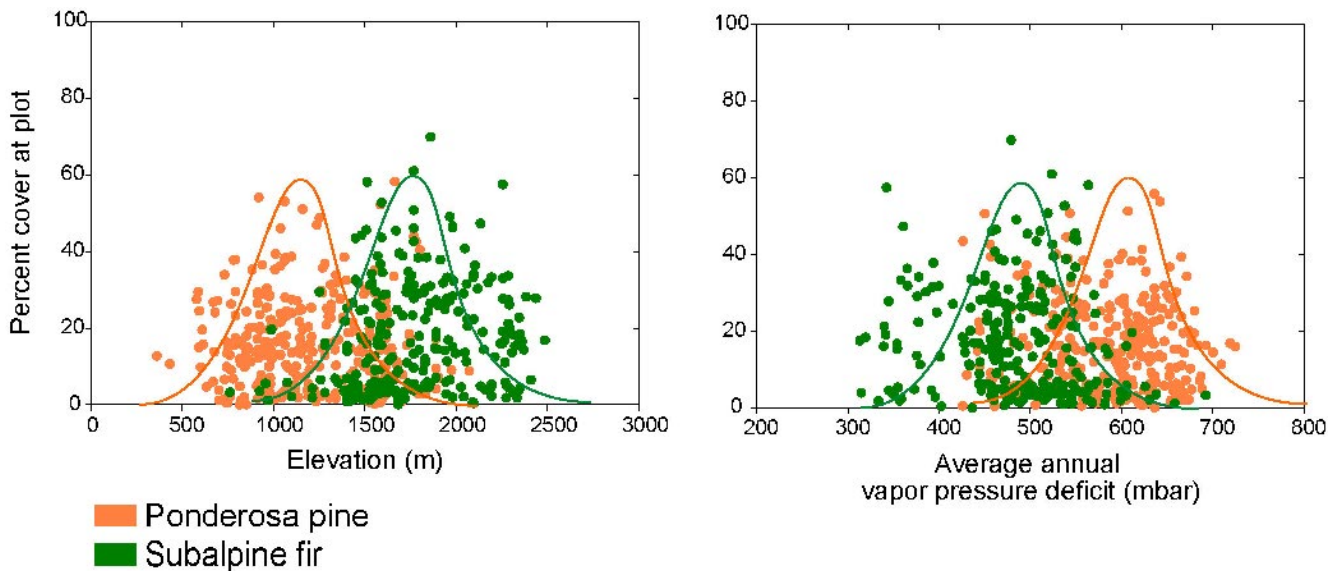 100
80
60
40
20
0
Percent cover at plot
0 500 1000 1500 2000 2500 3000
Elevation (m)
100
80
60
40
20
0
200 300 400 500 600 700 800
Average annual
vapor pressure deficit (mbar)
Ponderosa pine
Subalpine fir